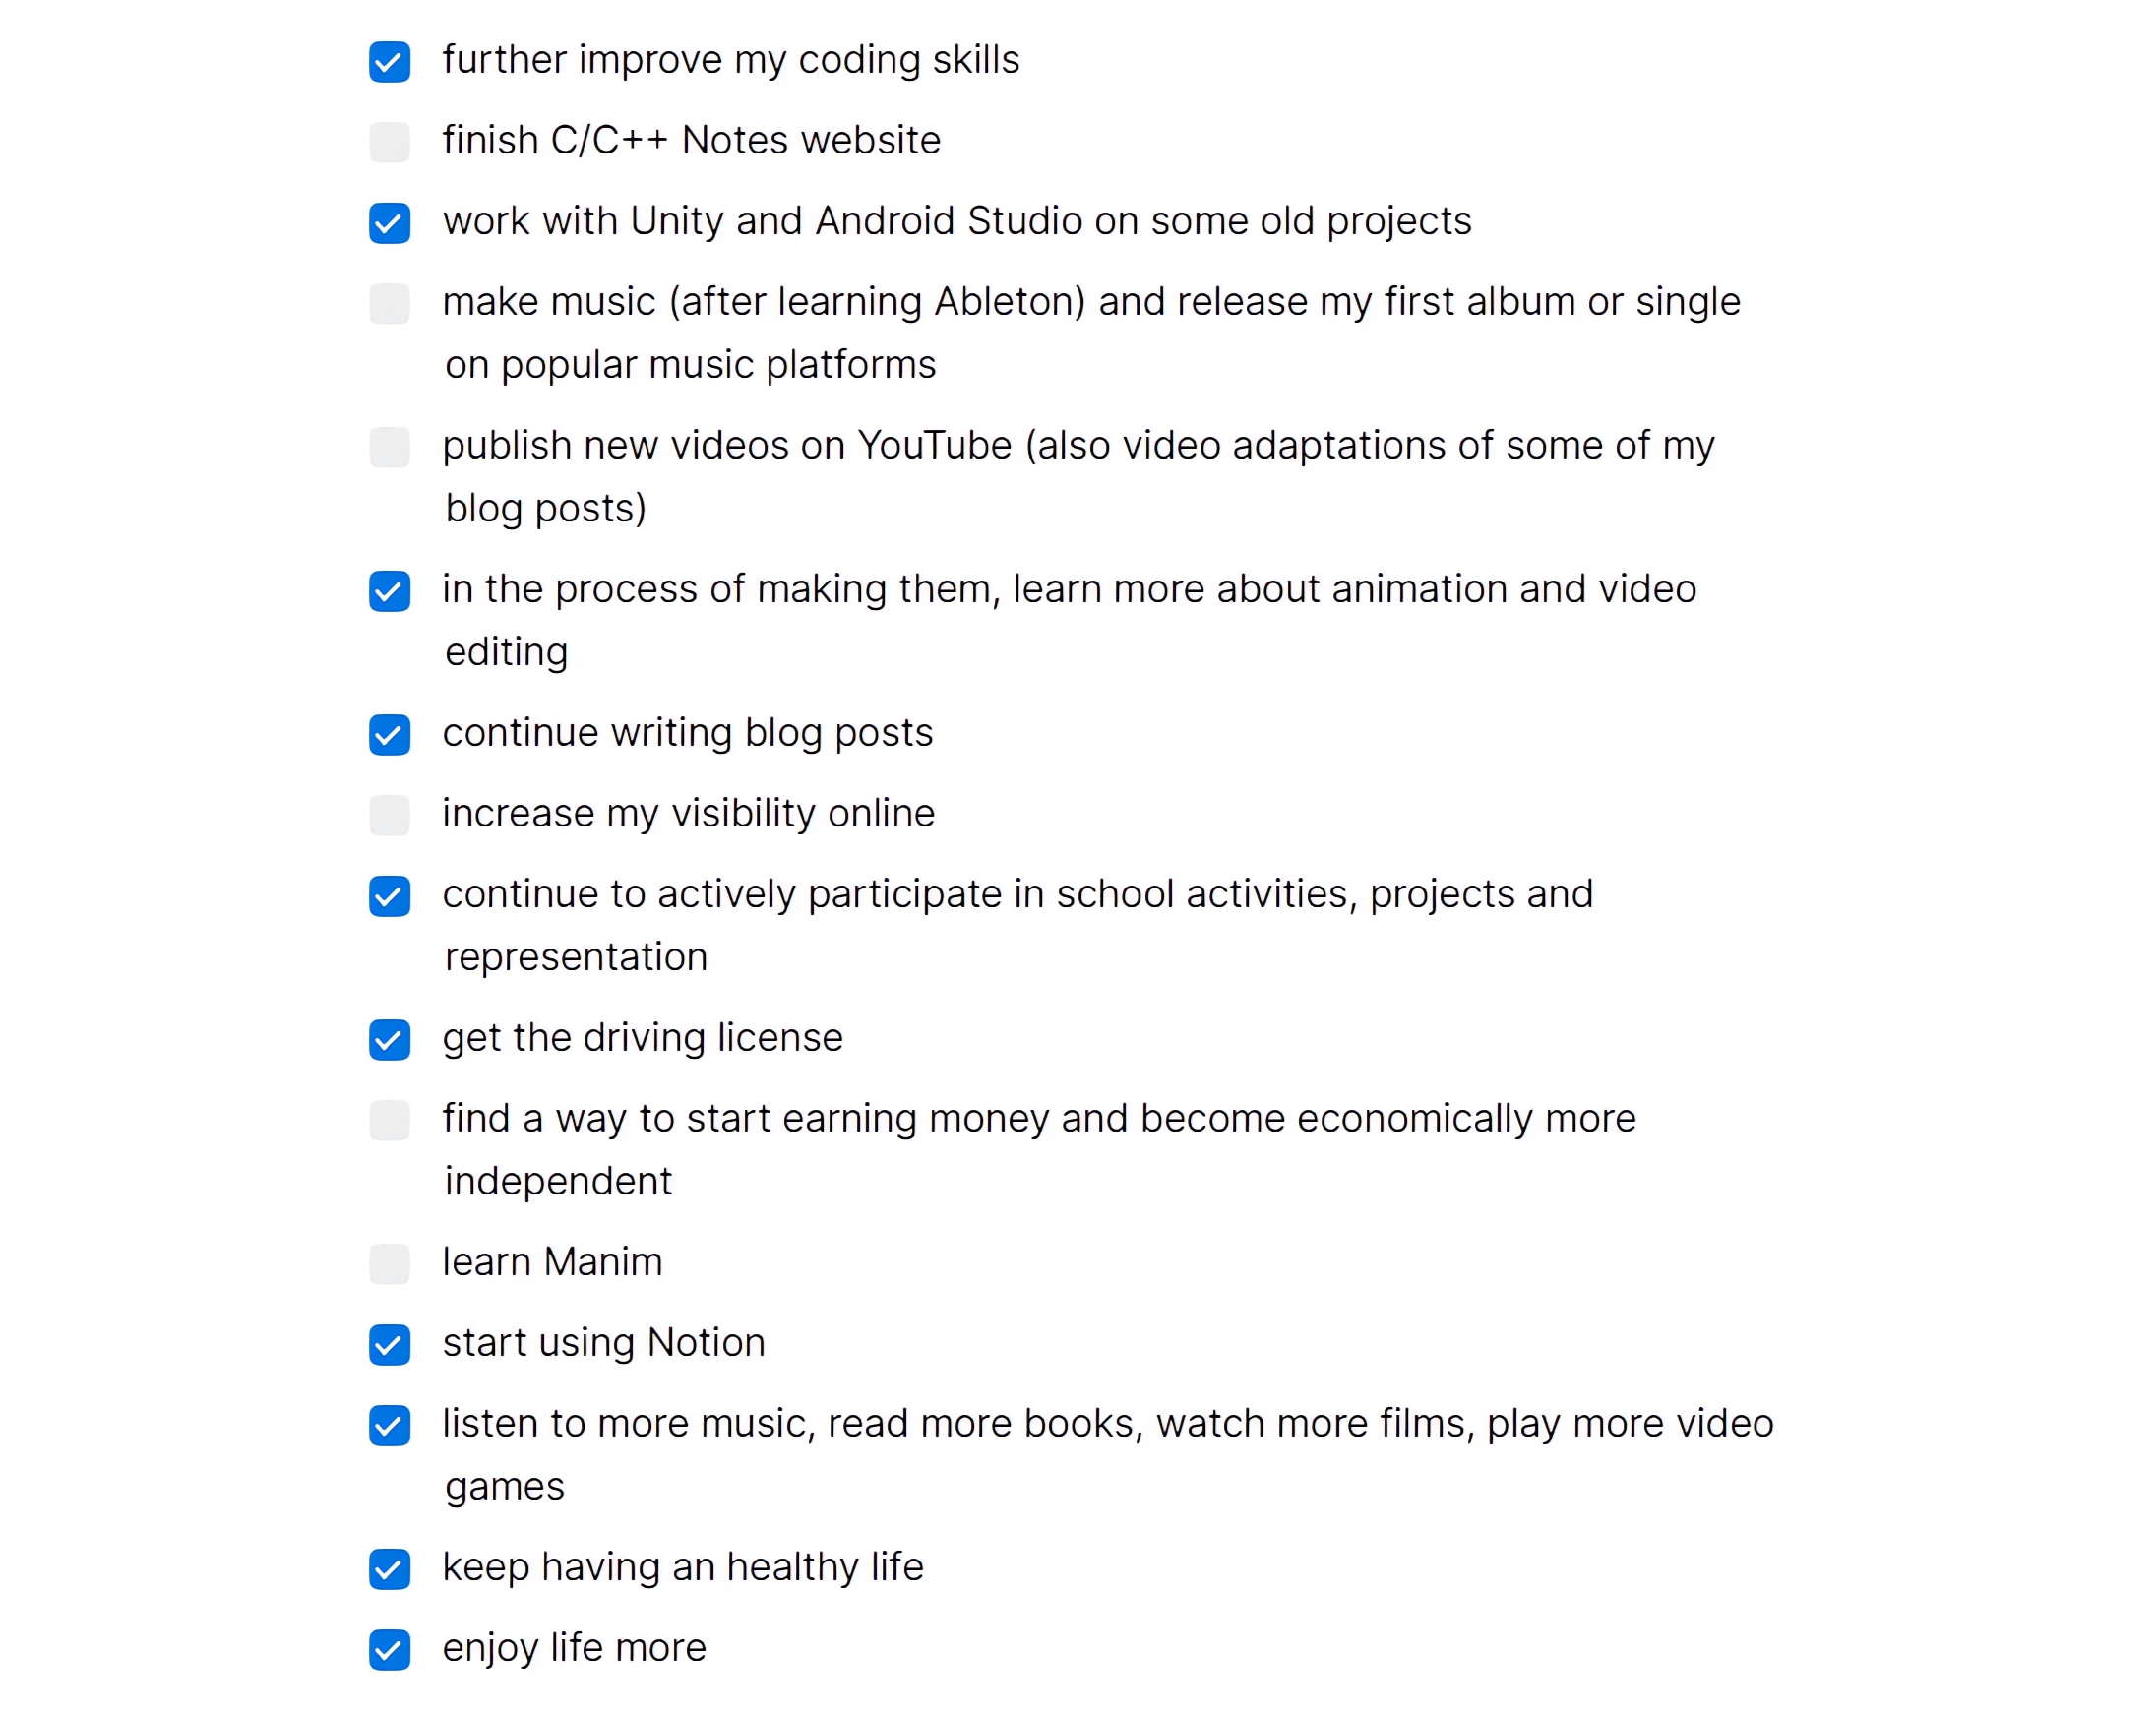 further improve my coding skills
finish C/C++ Notes website
work with Unity and Android Studio on some old projects
make music (after learning Ableton) and release my first album or single
on popular music platforms
publish new videos on YouTube (also video adaptations of some of my
blog posts)
in the process of making them, learn more about animation and video
editing
continue writing blog posts
increase my visibility online
continue to actively participate in school activities, projects and
representation
get the driving license
find a way to start earning money and become economically more
independent
learn Manim
start using Notion
listen to more music, read more books, watch more films, play more video
games
keep having an healthy life
enjoy life more